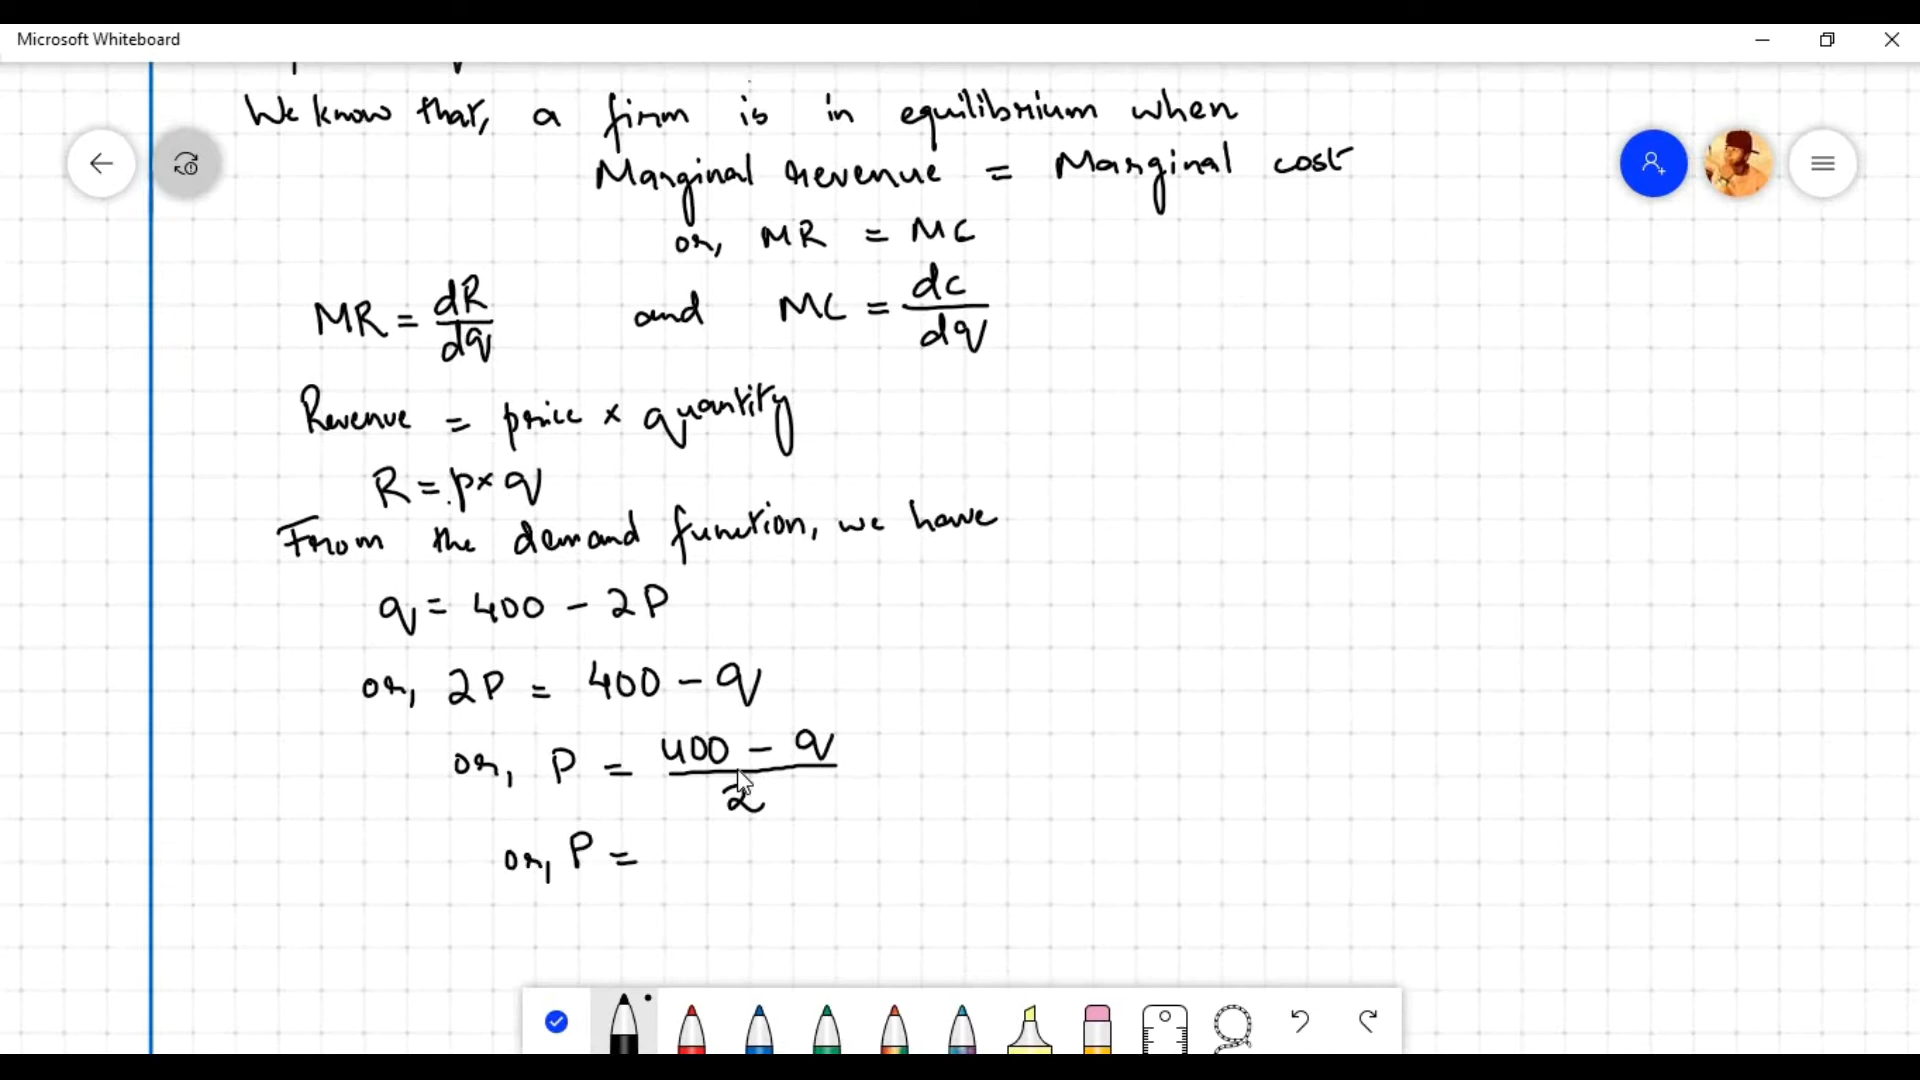 Microsoft Whiteboard
We know that, a firm is in equilibrium when
Marginal revenue = Marginal cost
or, MR = MC
MR = dR/dq and MC = dc/dq
Revenue = price × quantity
R = p × q
From the demand function, we have
q = 400 - 2P
or, 2P = 400 - q
or, P = 400 - q / 2
or, P =